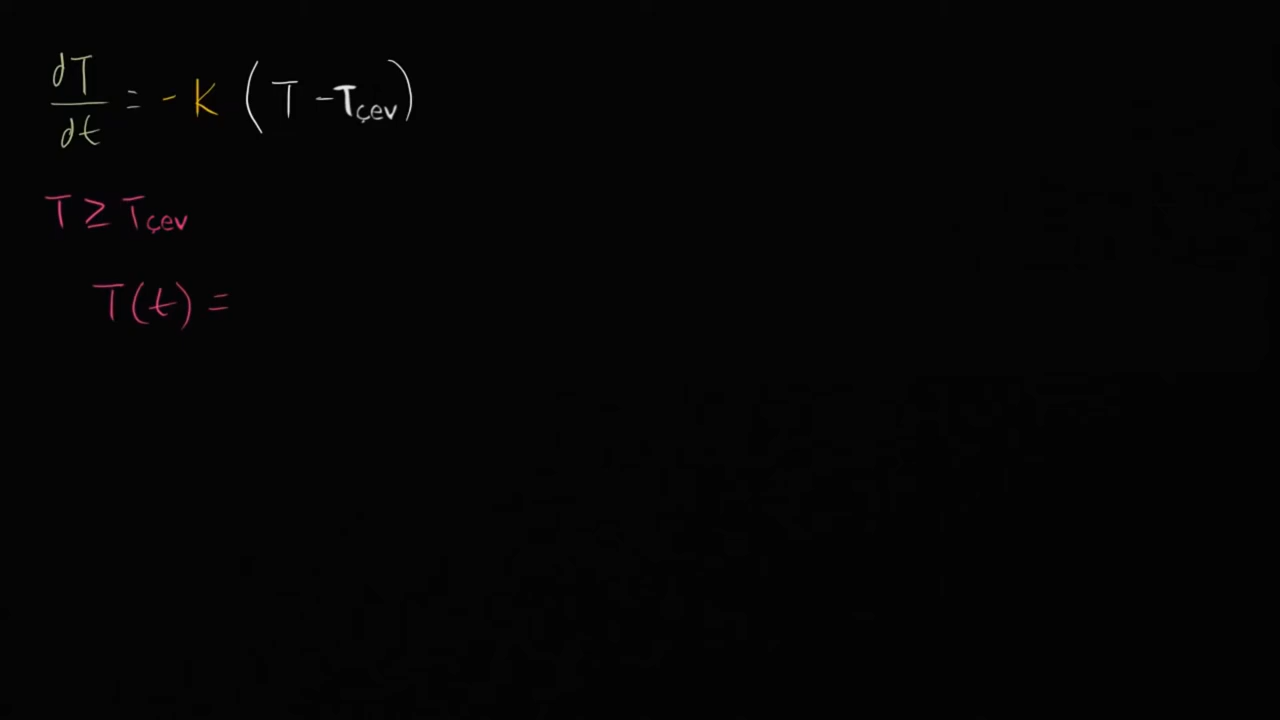 dT/dt = -K (T - Tçev)
T ≥ Tçev
T(t) =